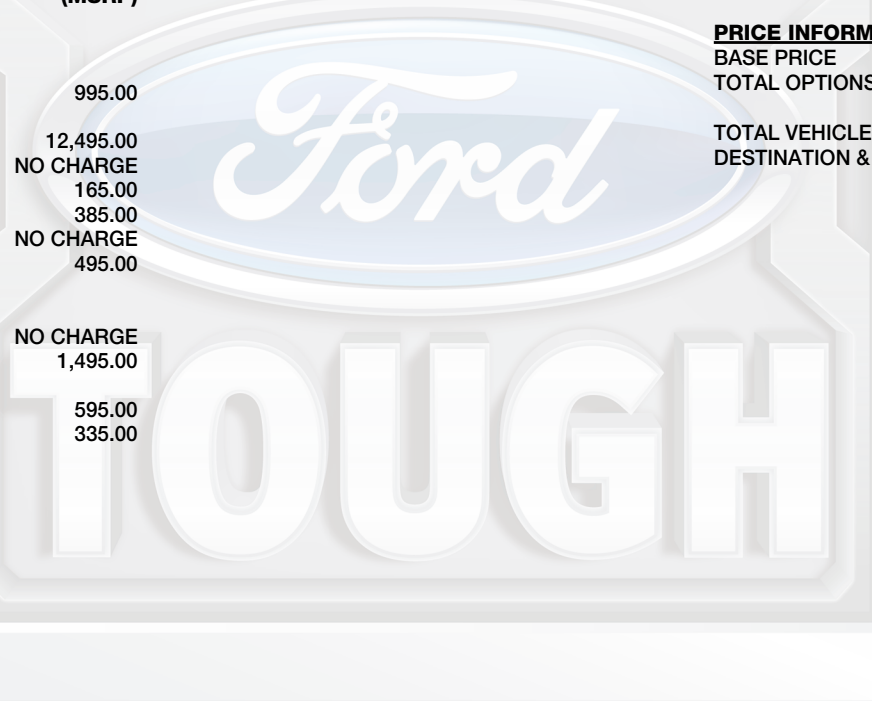 (MSRP)
995.00
12,495.00
NO CHARGE
165.00
385.00
NO CHARGE
495.00
NO CHARGE
1,495.00
595.00
335.00
PRICE INFORM
BASE PRICE
TOTAL OPTIONS
TOTAL VEHICLE
DESTINATION &
Ford
TOUGH